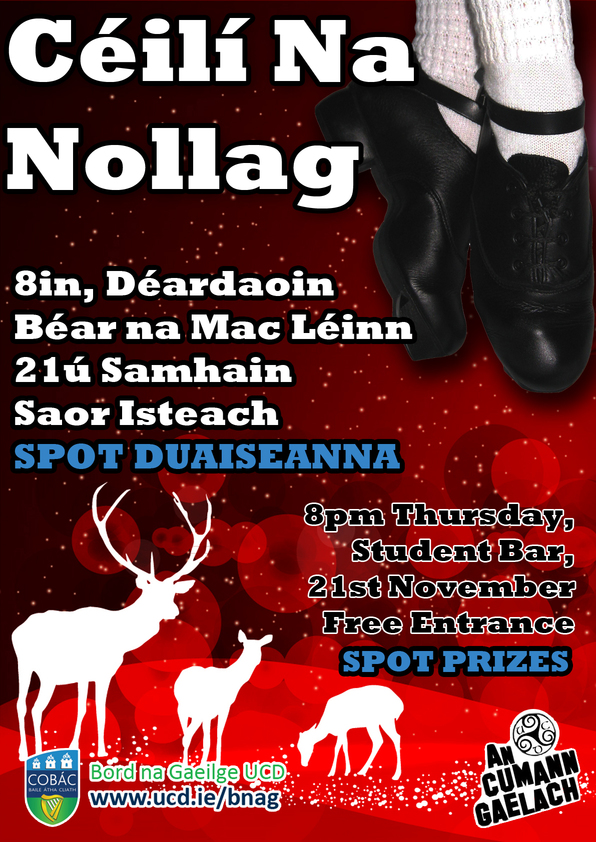 Céilí Na
Nollag
8in, Déardaoin
Béar na Mac Léinn
21ú Samhain
Saor Isteach
SPOT DUAISEANNA
8pm Thursday,
Student Bar,
21st November
Free Entrance
SPOT PRIZES
COBÁC
BAILE ÁTHA CLIATH
Bord na Gaeilge UCD
www.ucd.ie/bnag
AN
CUMANN
GAELACH